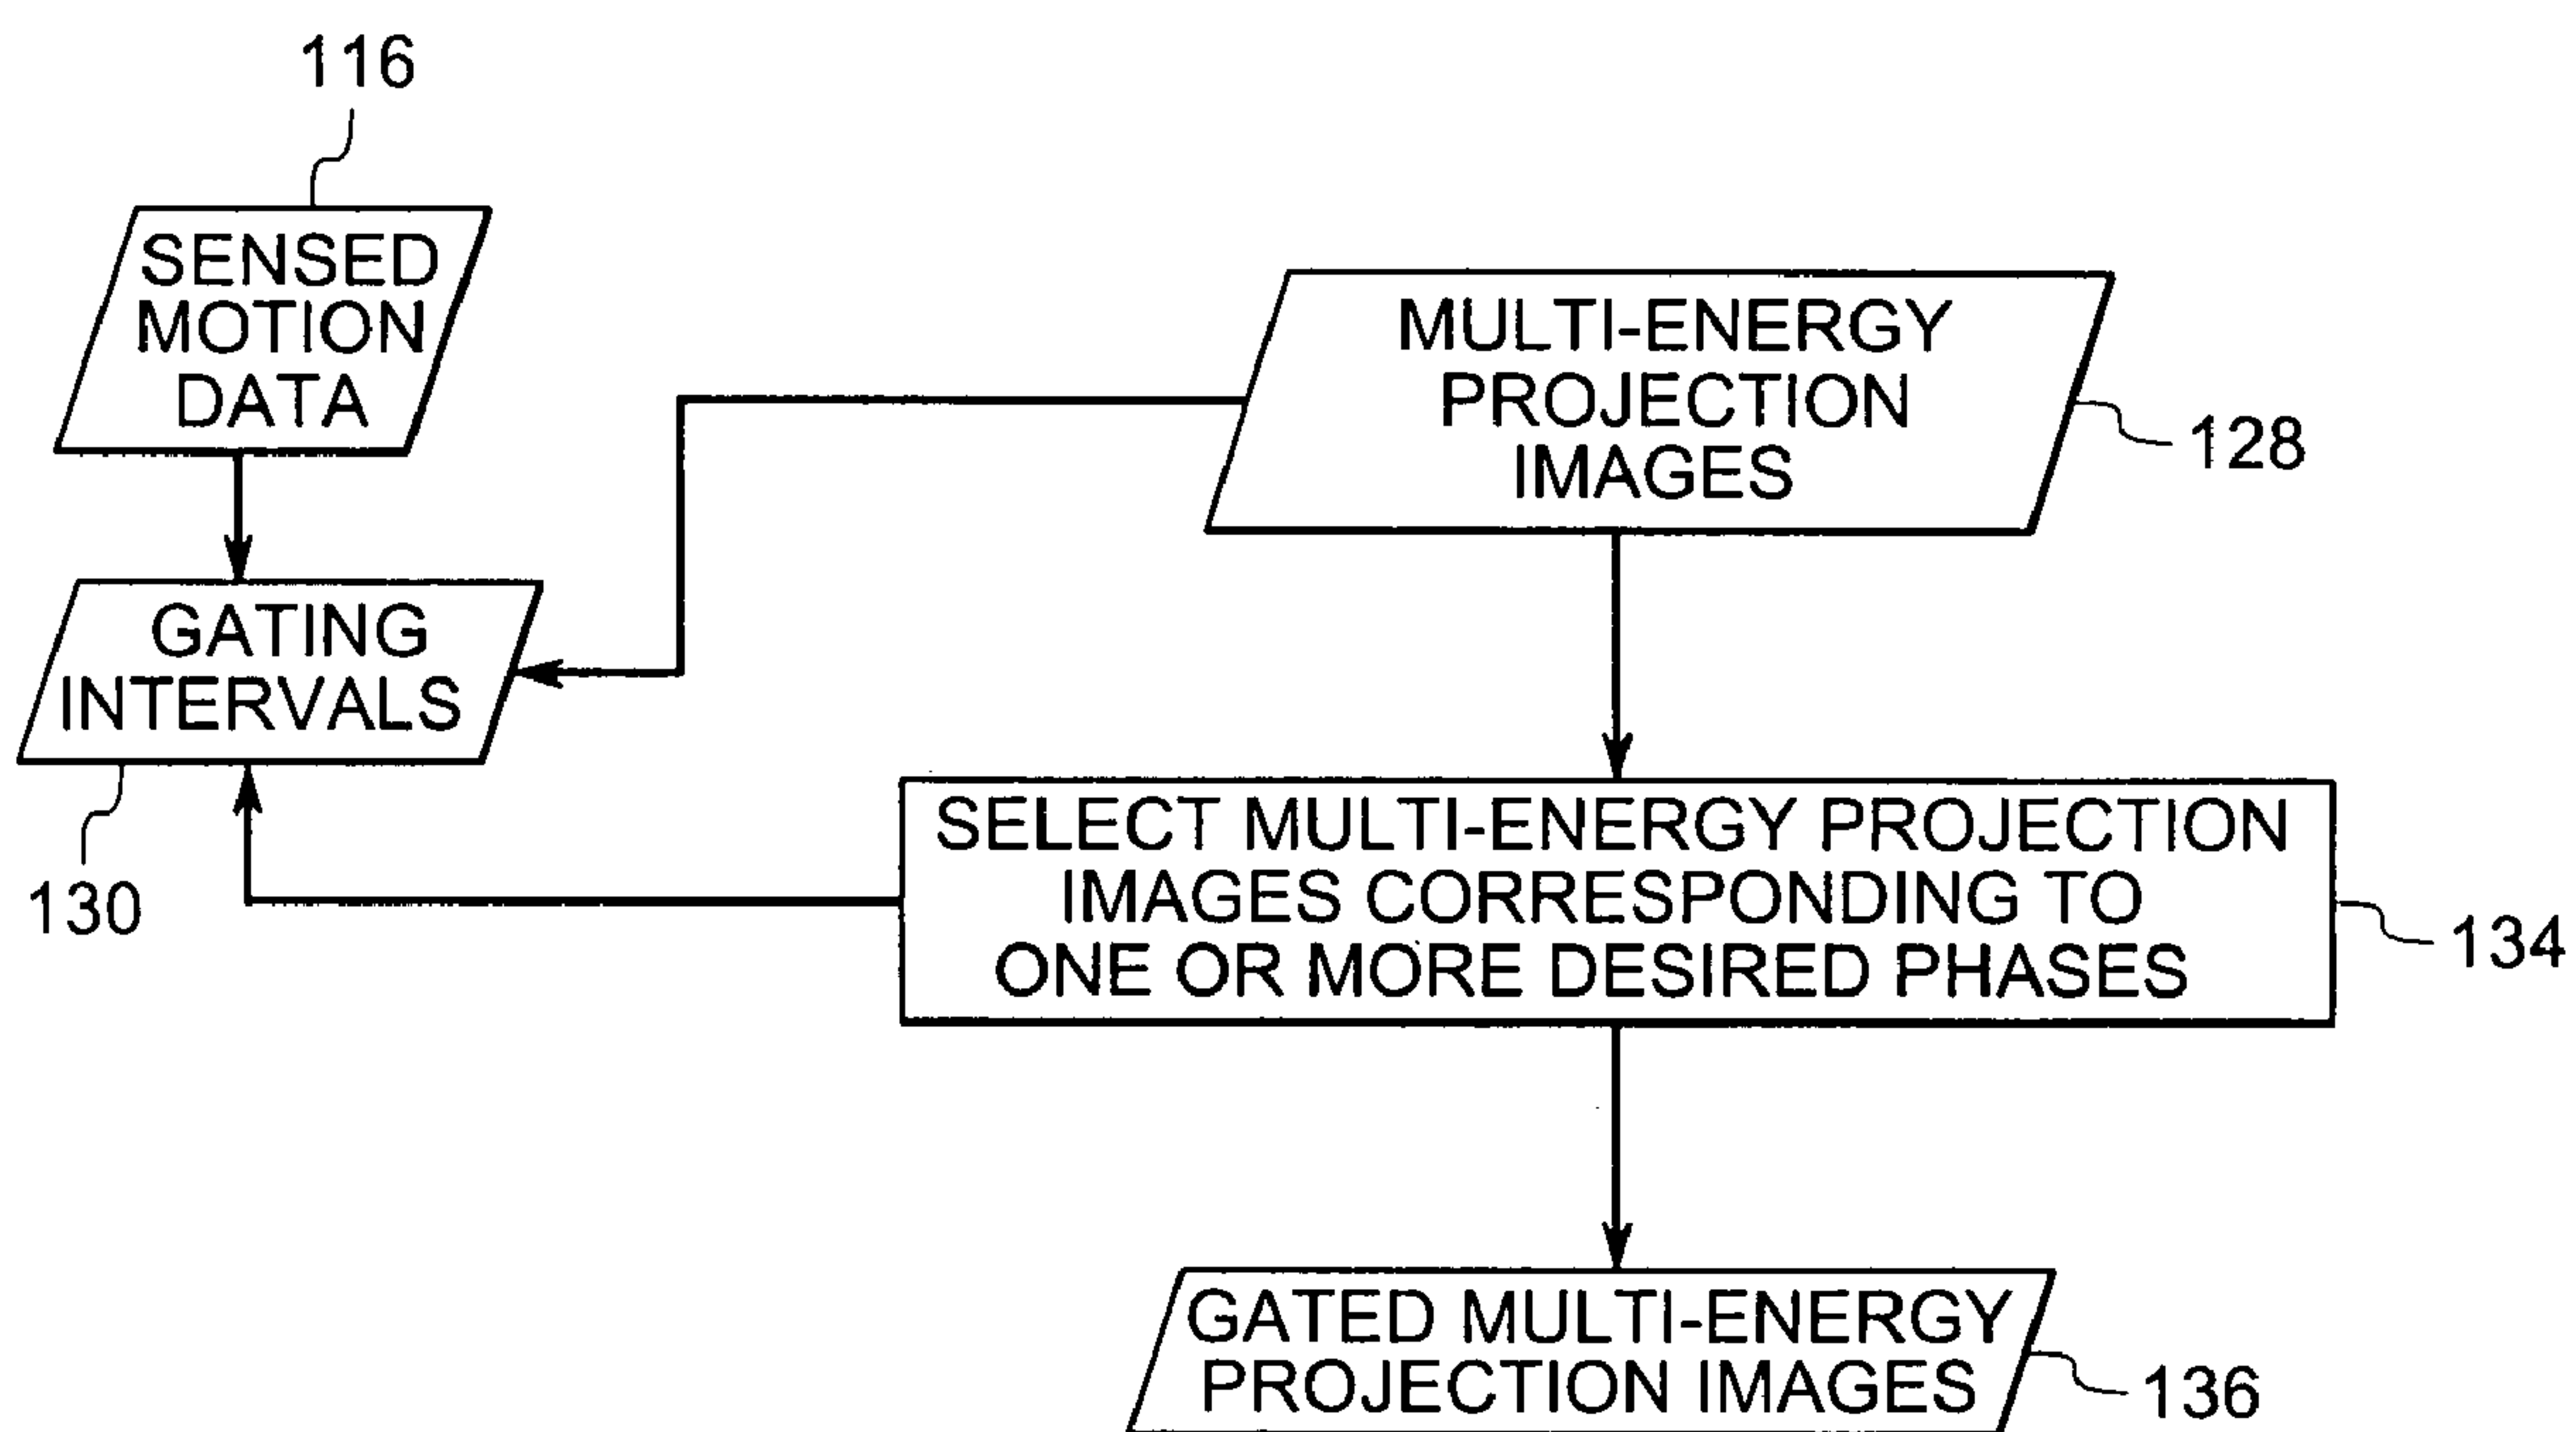 116
SENSED
MOTION
DATA
MULTI-ENERGY
PROJECTION
IMAGES
128
GATING
INTERVALS
130
SELECT MULTI-ENERGY PROJECTION
IMAGES CORRESPONDING TO
ONE OR MORE DESIRED PHASES
134
GATED MULTI-ENERGY
PROJECTION IMAGES
136